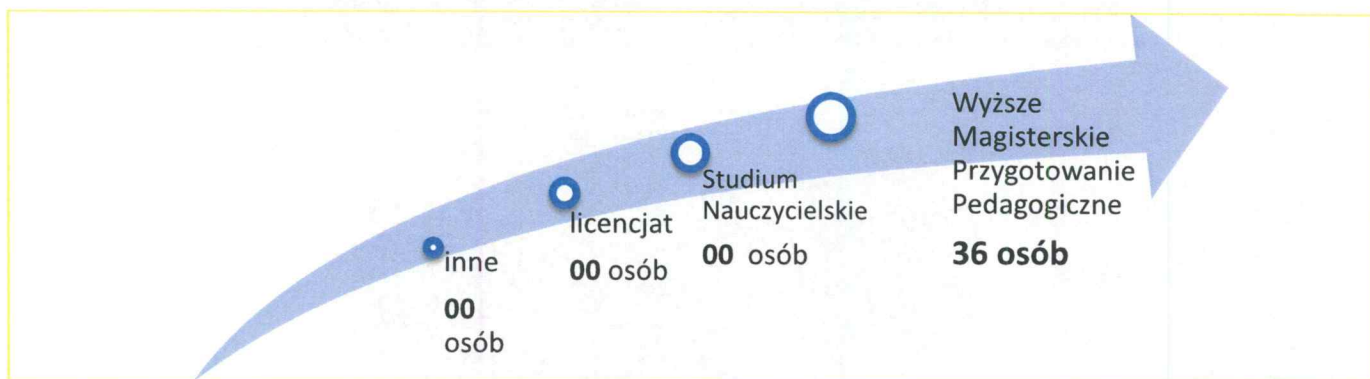 inne
00
osób
licencjat
00 osób
Studium
Nauczycielskie
00 osób
Wyższe
Magisterskie
Przygotowanie
Pedagogiczne
36 osób